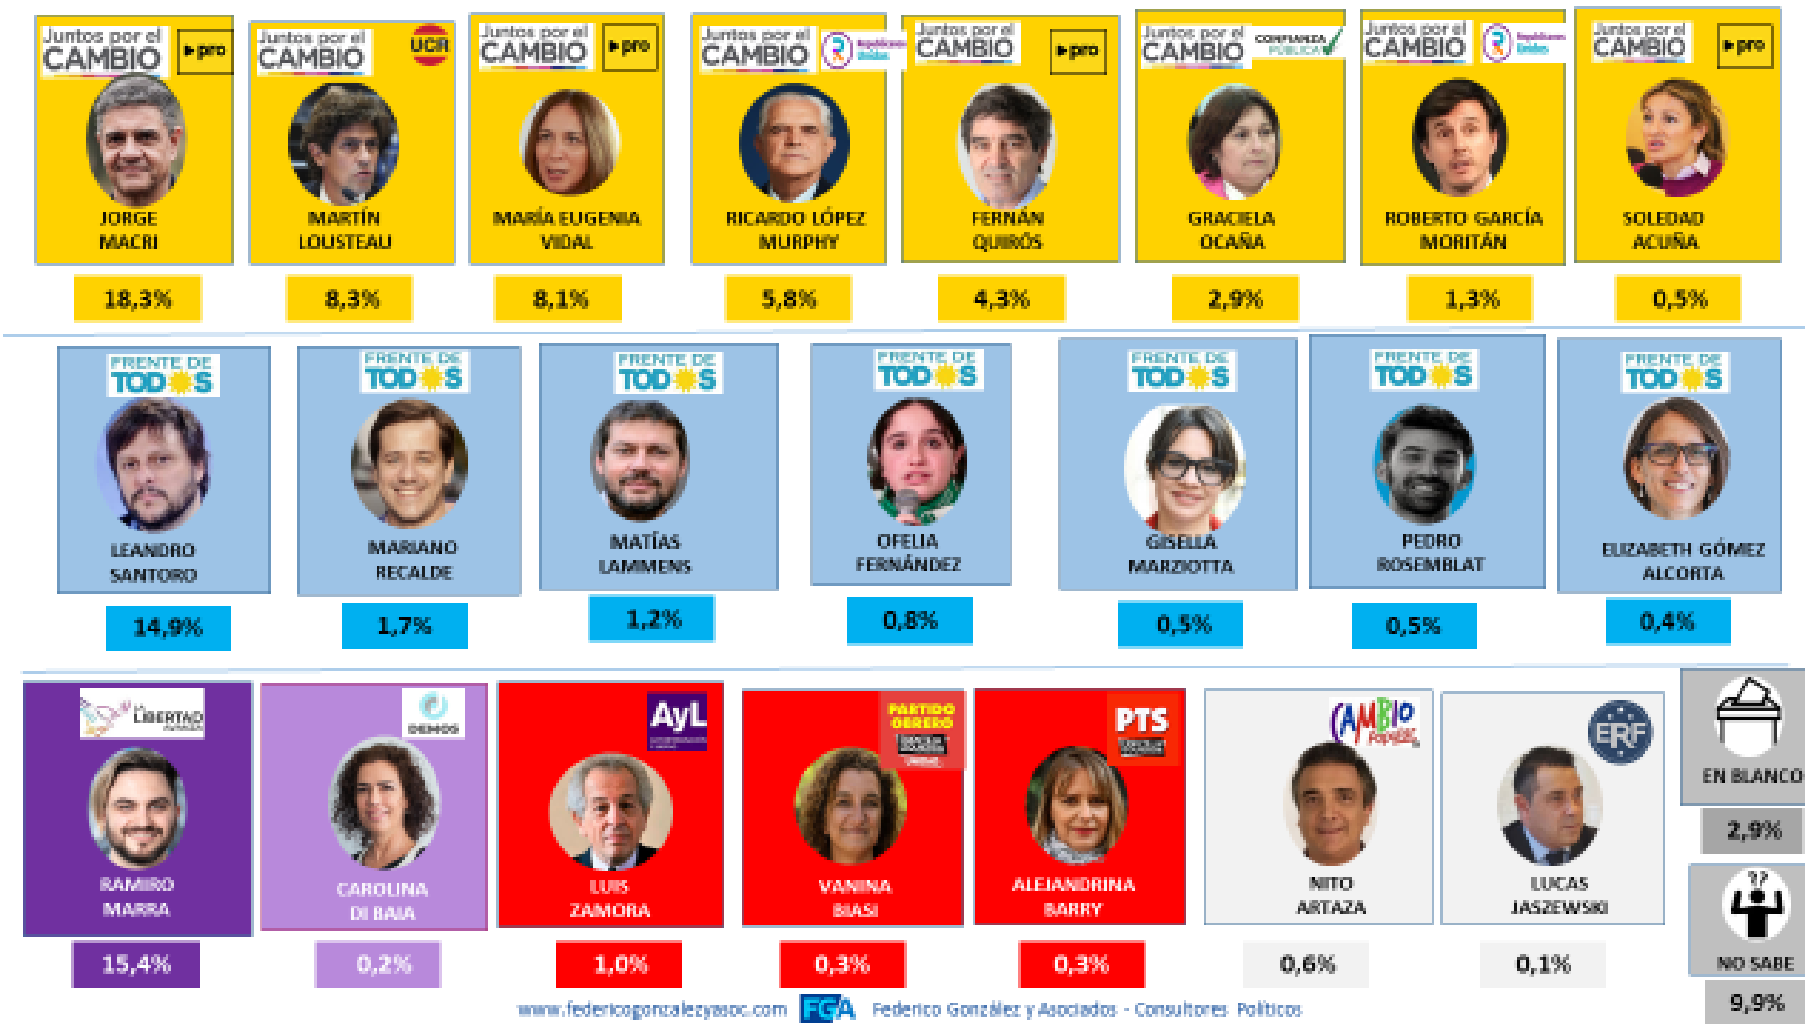 Juntos por el
CAMBIO
pro
JORGE
MACRI
18,3%
Juntos por el
CAMBIO
UCR
MARTÍN
LOUSTEAU
8,3%
Juntos por el
CAMBIO
pro
MARÍA EUGENIA
VIDAL
8,1%
Juntos por el
CAMBIO
Republicanos
Unidos
RICARDO LÓPEZ
MURPHY
5,8%
Juntos por el
CAMBIO
pro
FERNÁN
QUIRÓS
4,3%
Juntos por el
CAMBIO
CONFIANZA
PÚBLICA
GRACIELA
OCAÑA
2,9%
Juntos por el
CAMBIO
Republicanos
Unidos
ROBERTO GARCÍA
MORITÁN
1,3%
Juntos por el
CAMBIO
pro
SOLEDAD
ACUÑA
0,5%
FRENTE DE
TODOS
LEANDRO
SANTORO
14,9%
FRENTE DE
TODOS
MARIANO
RECALDE
1,7%
FRENTE DE
TODOS
MATÍAS
LAMMENS
1,2%
FRENTE DE
TODOS
OFELIA
FERNÁNDEZ
0,8%
FRENTE DE
TODOS
GISELLA
MARZIOTTA
0,5%
FRENTE DE
TODOS
PEDRO
ROSEMBLAT
0,5%
FRENTE DE
TODOS
ELIZABETH GÓMEZ
ALCORTA
0,4%
LA LIBERTAD
AVANZA
RAMIRO
MARRA
15,4%
DEMOS
CAROLINA
DI BAIA
0,2%
AyL
LUIS
ZAMORA
1,0%
PARTIDO
OBRERO
VANINA
BIASI
0,3%
PTS
ALEJANDRINA
BARRY
0,3%
CAMBIO
Popular
NITO
ARTAZA
0,6%
ERF
LUCAS
JASZEWSKI
0,1%
EN BLANCO
2,9%
??
NO SABE
9,9%
www.federicogonzalezyasoc.com FGA Federico González y Asociados - Consultores Políticos